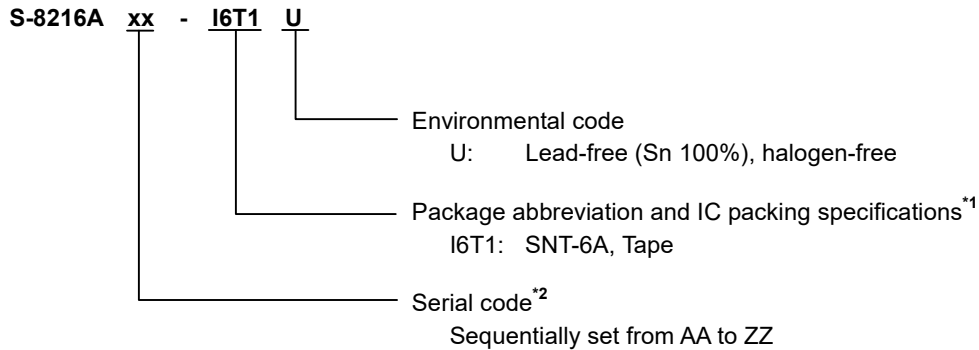 S-8216A xx - I6T1 U
Environmental code
U: Lead-free (Sn 100%), halogen-free
Package abbreviation and IC packing specifications*1
I6T1: SNT-6A, Tape
Serial code*2
Sequentially set from AA to ZZ